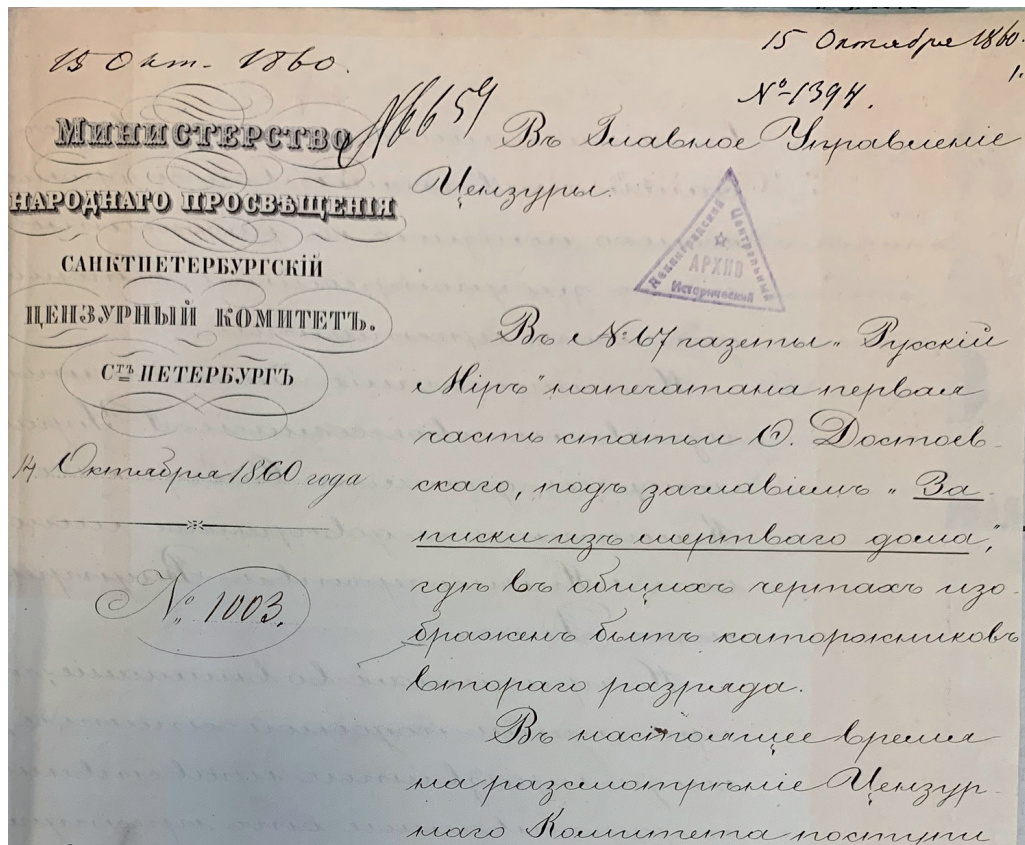 15 Окт. 1860.
15 Октября 1860.
№ 1394.
№ 659
МИНИСТЕРСТВО
НАРОДНАГО ПРОСВѢЩЕНІЯ
САНКТПЕТЕРБУРГСКІЙ
ЦЕНЗУРНЫЙ КОМИТЕТЪ.
СТЪ ПЕТЕРБУРГЪ
14 Октября 1860 года
№ 1003.
Въ Главное Управленіе
Цензуры.
Ленинградский Центральный
АРХИВ
Исторический
Въ № 67 газеты „Русскій
Міръ" напечатана первая
часть статьи Ѳ. Достоев-
скаго, подъ заглавіемъ „За-
писки изъ мертваго дома",
гдѣ въ общихъ чертахъ изо-
браженъ бытъ каторжниковъ
втораго разряда.
Въ настоящее время
на разсмотрѣніе Цензур-
наго Комитета поступи